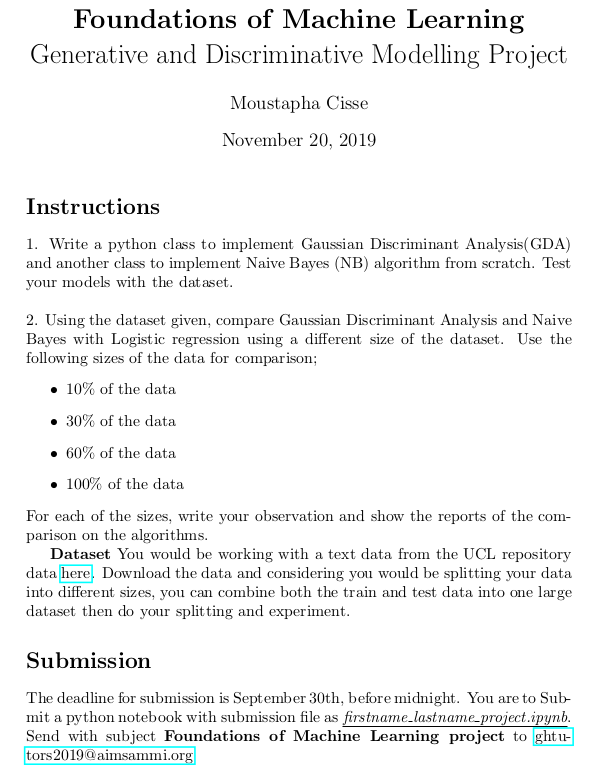 Foundations of Machine Learning
Generative and Discriminative Modelling Project
Moustapha Cisse
November 20, 2019
Instructions
1. Write a python class to implement Gaussian Discriminant Analysis(GDA)
and another class to implement Naive Bayes (NB) algorithm from scratch. Test
your models with the dataset.
2. Using the dataset given, compare Gaussian Discriminant Analysis and Naive
Bayes with Logistic regression using a different size of the dataset. Use the
following sizes of the data for comparison;
• 10% of the data
• 30% of the data
• 60% of the data
• 100% of the data
For each of the sizes, write your observation and show the reports of the com-
parison on the algorithms.
Dataset You would be working with a text data from the UCL repository
data here. Download the data and considering you would be splitting your data
into different sizes, you can combine both the train and test data into one large
dataset then do your splitting and experiment.
Submission
The deadline for submission is September 30th, before midnight. You are to Sub-
mit a python notebook with submission file as firstname_lastname_project.ipynb.
Send with subject Foundations of Machine Learning project to ghtu-
tors2019@aimsammi.org